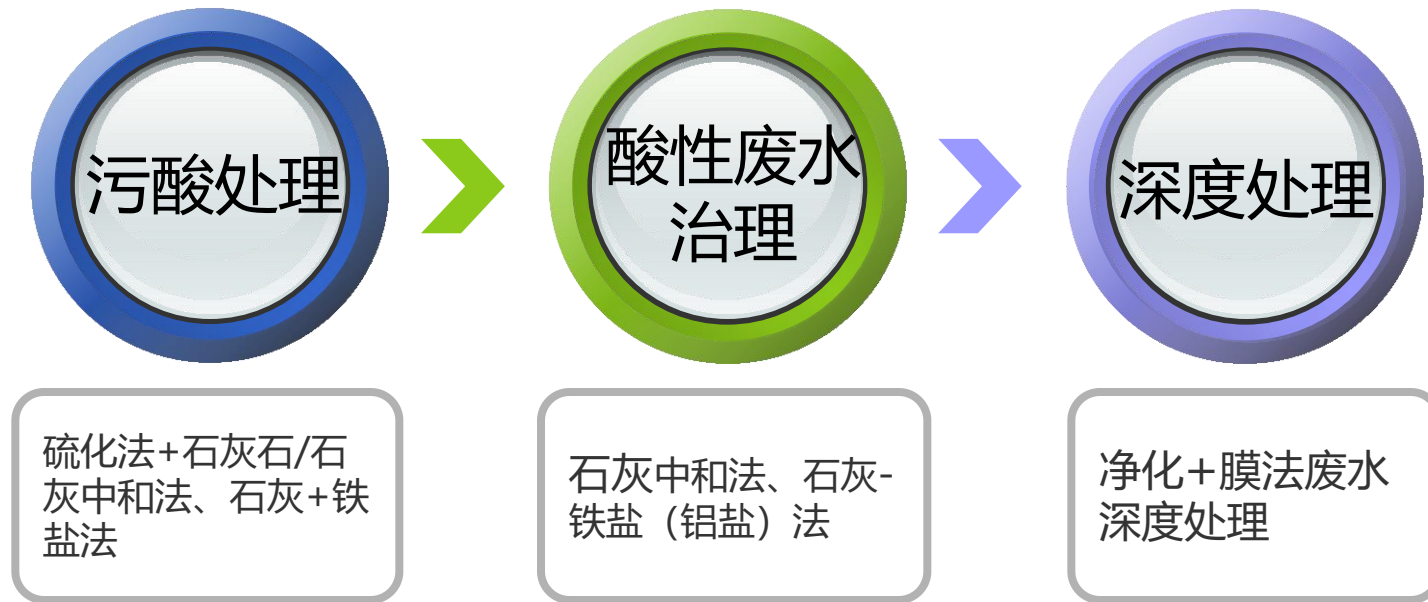 污酸处理
酸性废水
治理
深度处理
硫化法+石灰石/石
灰中和法、石灰+铁
盐法
石灰中和法、石灰-
铁盐（铝盐）法
净化+膜法废水
深度处理